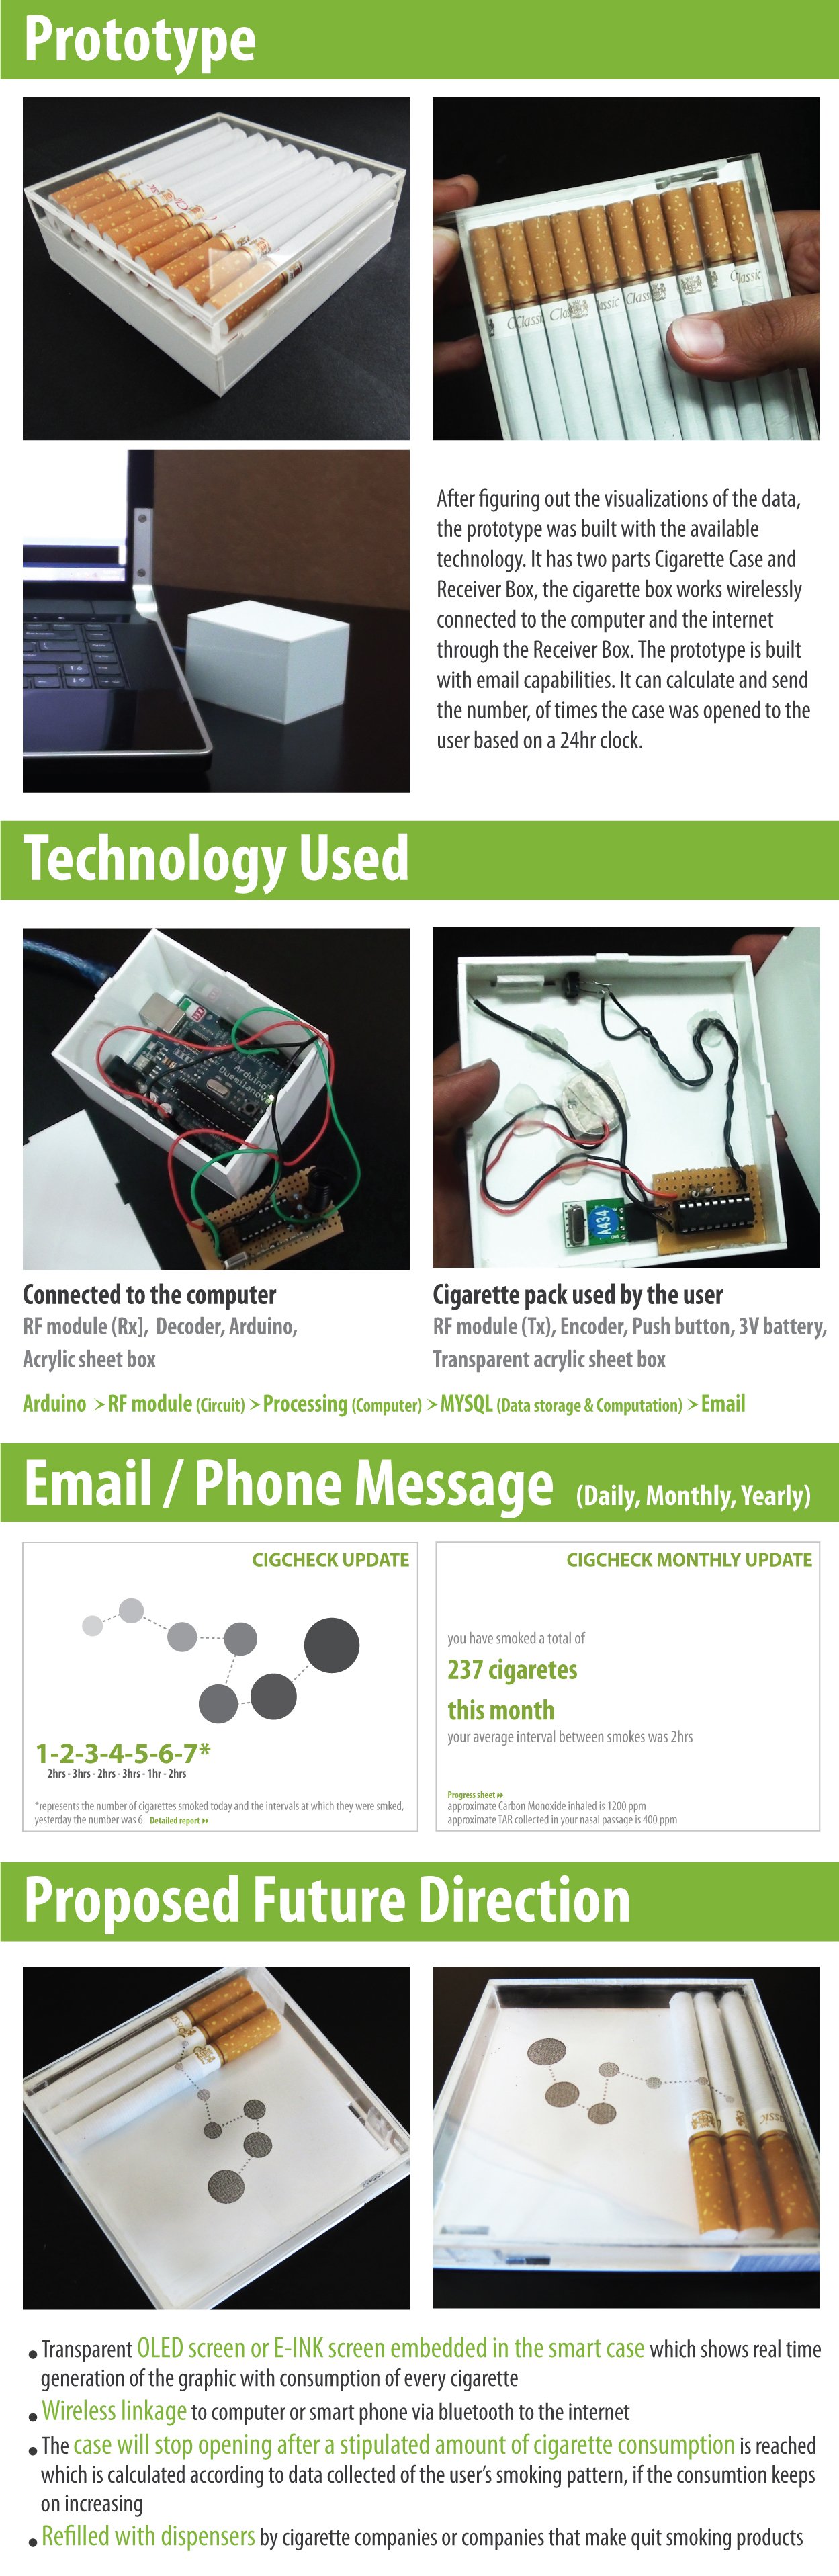 Prototype
Classic
Classic
Classic
After figuring out the visualizations of the data,
the prototype was built with the available
technology. It has two parts Cigarette Case and
Receiver Box, the cigarette box works wirelessly
connected to the computer and the internet
through the Receiver Box. The prototype is built
with email capabilities. It can calculate and send
the number, of times the case was opened to the
user based on a 24hr clock.
Technology Used
Arduino
Duemilanove
A434
Connected to the computer
RF module (Rx], Decoder, Arduino,
Acrylic sheet box
Cigarette pack used by the user
RF module (Tx), Encoder, Push button, 3V battery,
Transparent acrylic sheet box
Arduino > RF module (Circuit) > Processing (Computer) > MYSQL (Data storage & Computation) > Email
Email / Phone Message (Daily, Monthly, Yearly)
CIGCHECK UPDATE
1-2-3-4-5-6-7*
2hrs - 3hrs - 2hrs - 3hrs - 1hr - 2hrs
*represents the number of cigarettes smoked today and the intervals at which they were smked,
yesterday the number was 6 Detailed report »
CIGCHECK MONTHLY UPDATE
you have smoked a total of
237 cigaretes
this month
your average interval between smokes was 2hrs
Progress sheet »
approximate Carbon Monoxide inhaled is 1200 ppm
approximate TAR collected in your nasal passage is 400 ppm
Proposed Future Direction
• Transparent OLED screen or E-INK screen embedded in the smart case which shows real time
generation of the graphic with consumption of every cigarette
• Wireless linkage to computer or smart phone via bluetooth to the internet
• The case will stop opening after a stipulated amount of cigarette consumption is reached
which is calculated according to data collected of the user's smoking pattern, if the consumtion keeps
on increasing
• Refilled with dispensers by cigarette companies or companies that make quit smoking products